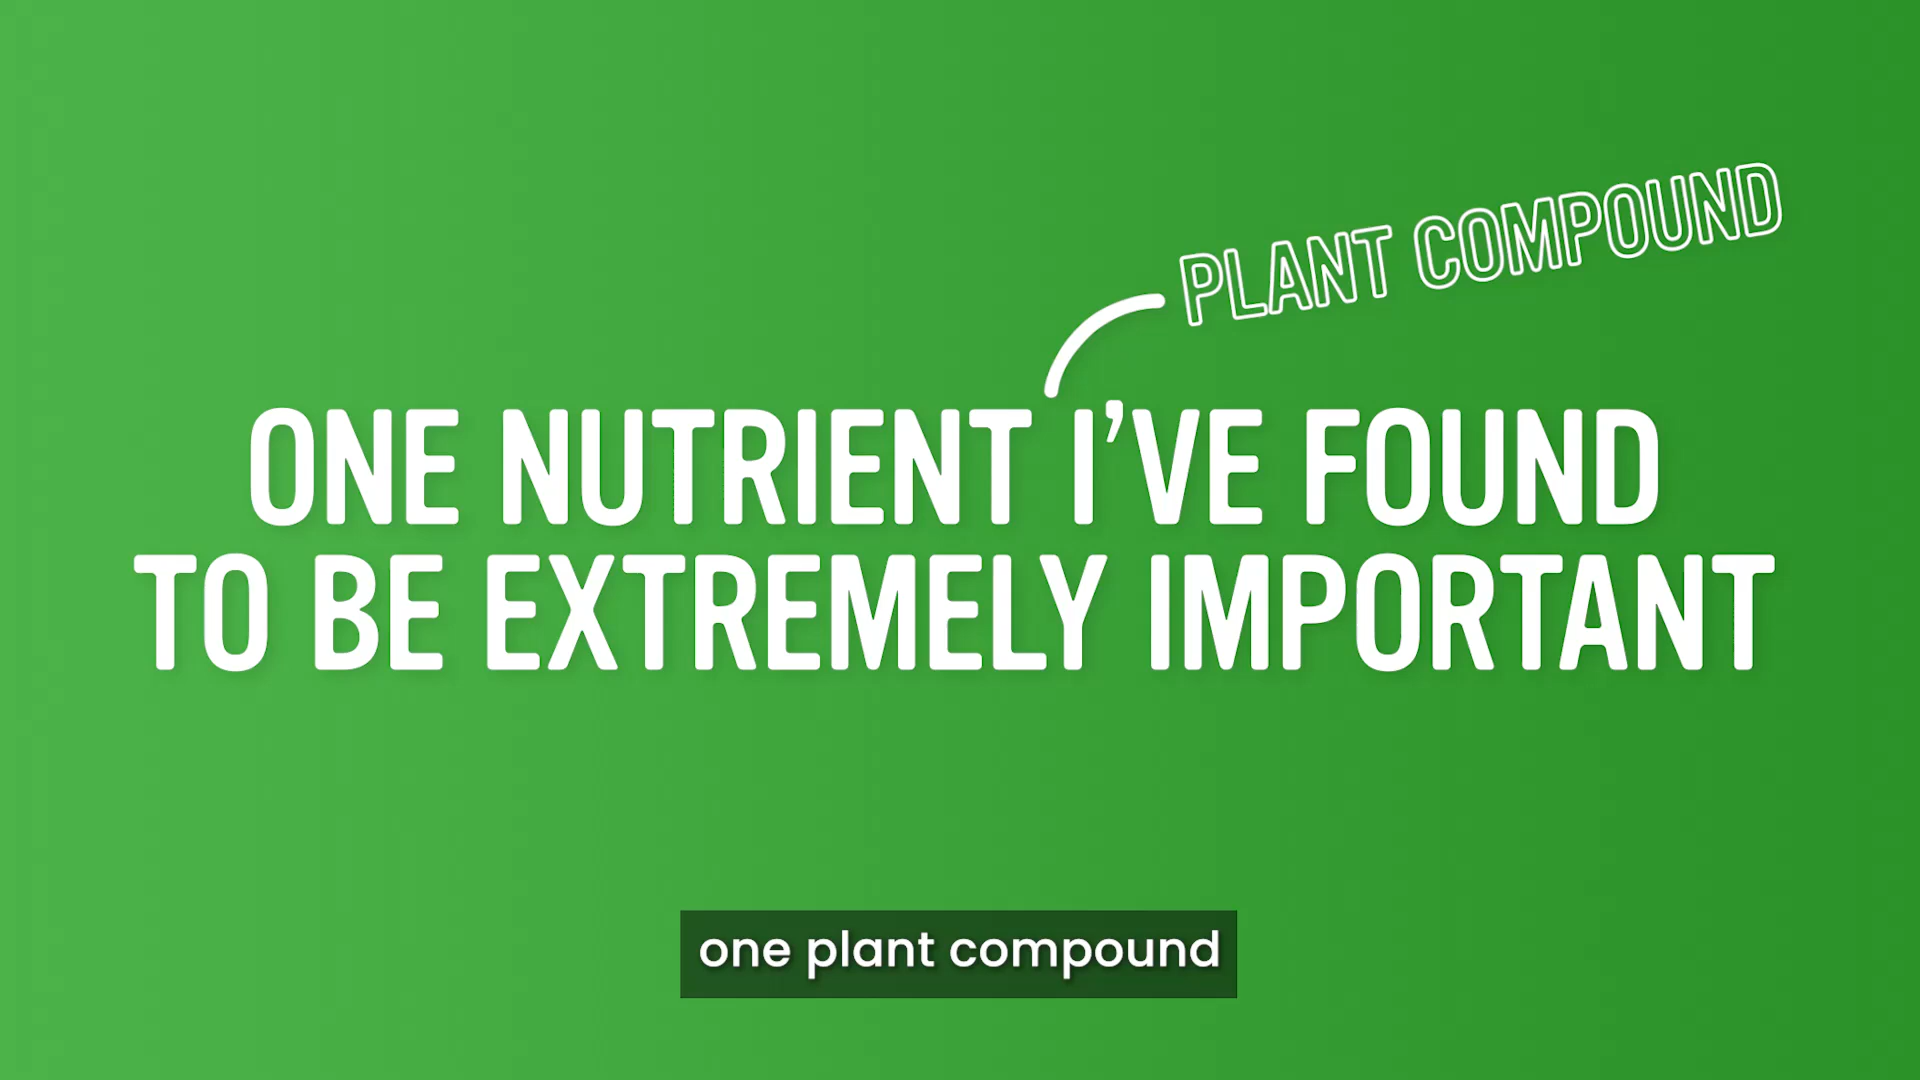 PLANT COMPOUND
ONE NUTRIENT I'VE FOUND
TO BE EXTREMELY IMPORTANT
one plant compound